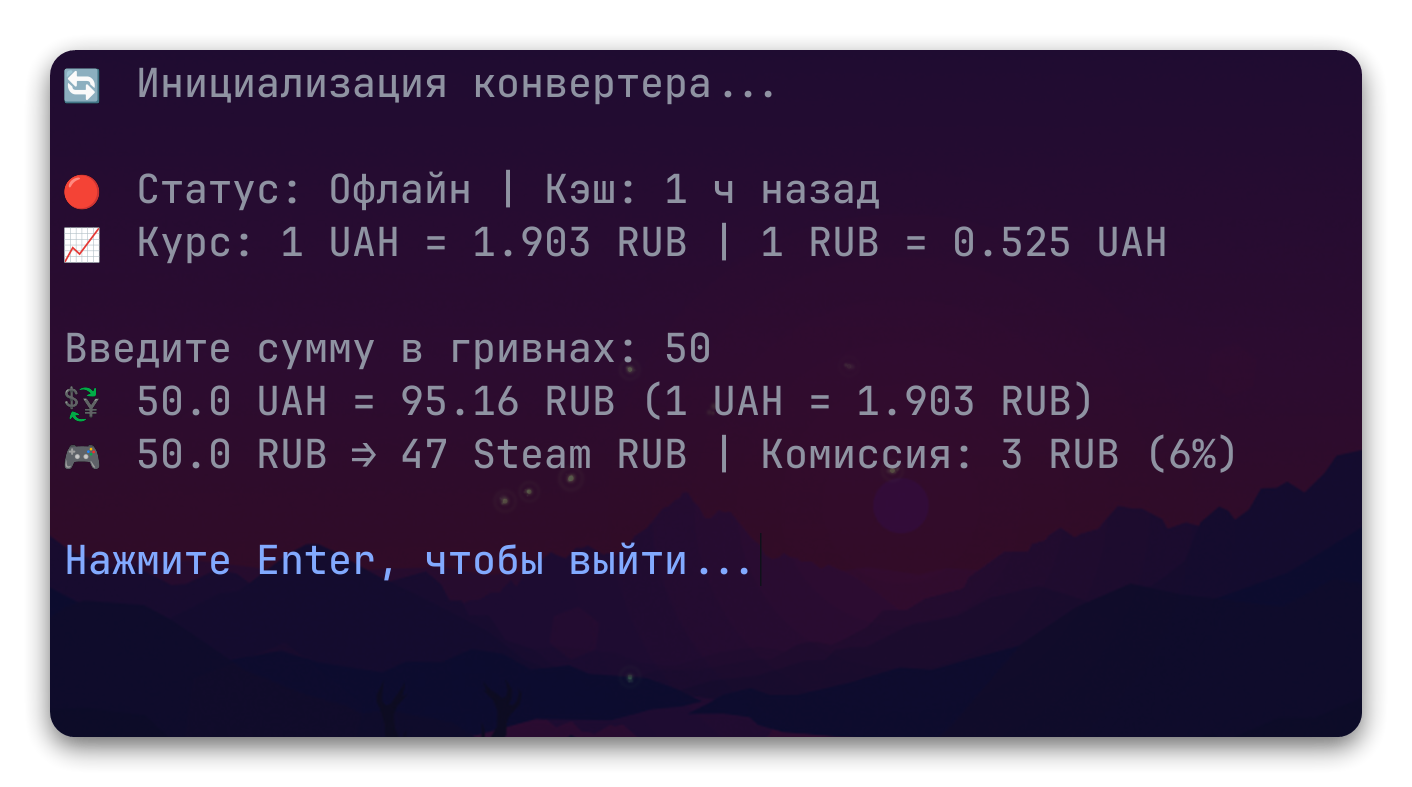 🔄 Инициализация конвертера...
🔴 Статус: Офлайн | Кэш: 1 ч назад
📈 Курс: 1 UAH = 1.903 RUB | 1 RUB = 0.525 UAH
Введите сумму в гривнах: 50
💱 50.0 UAH = 95.16 RUB (1 UAH = 1.903 RUB)
🎮 50.0 RUB ⇒ 47 Steam RUB | Комиссия: 3 RUB (6%)
Нажмите Enter, чтобы выйти...